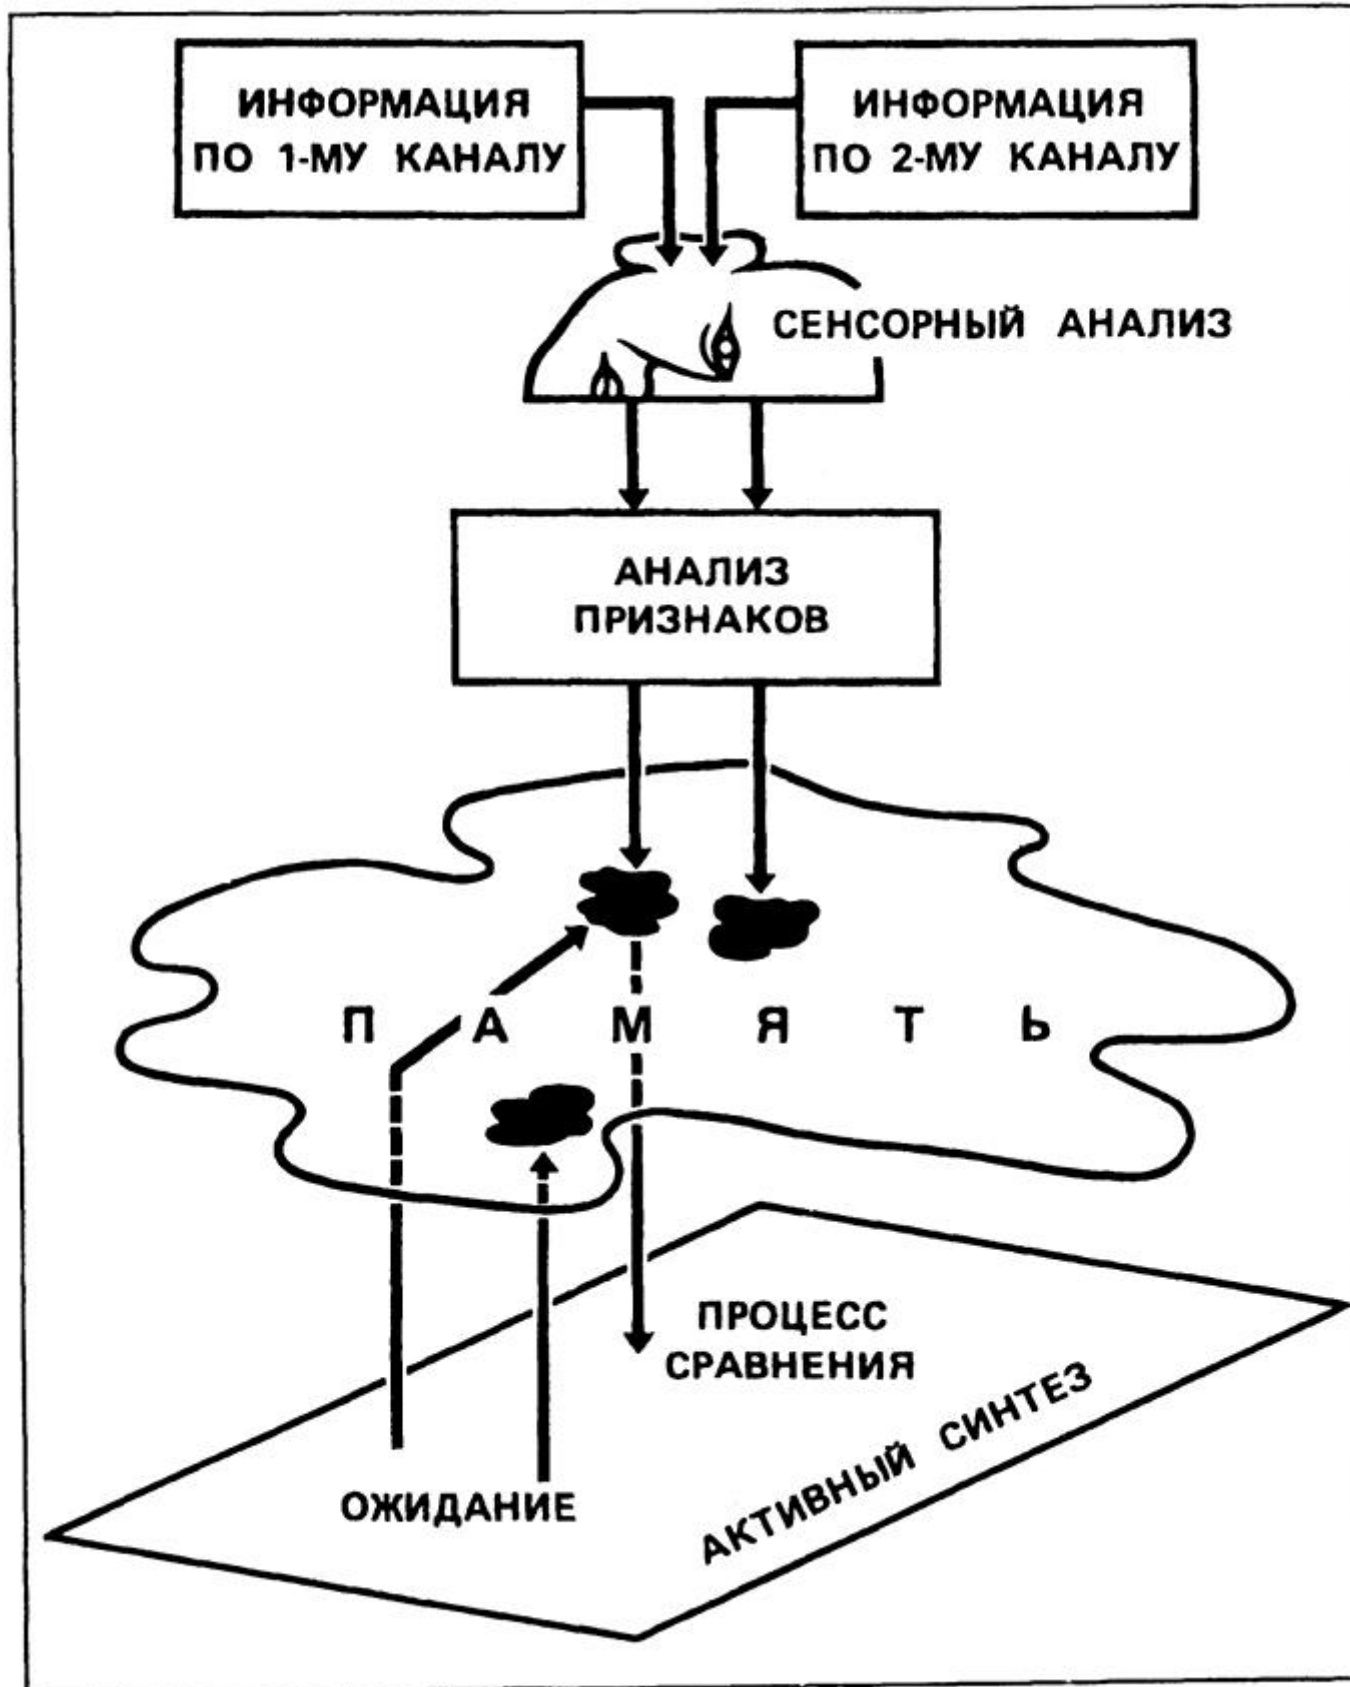 ИНФОРМАЦИЯ
ПО 1-МУ КАНАЛУ
ИНФОРМАЦИЯ
ПО 2-МУ КАНАЛУ
СЕНСОРНЫЙ АНАЛИЗ
АНАЛИЗ
ПРИЗНАКОВ
П А М Я Т Ь
ПРОЦЕСС
СРАВНЕНИЯ
АКТИВНЫЙ СИНТЕЗ
ОЖИДАНИЕ